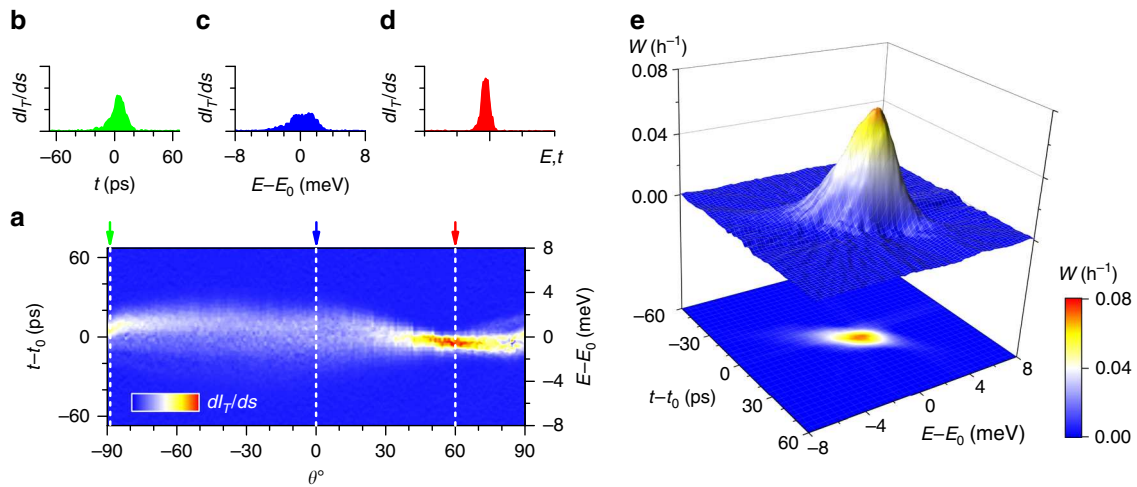 b
c
d
dI_T/ds
dI_T/ds
dI_T/ds
−60 0 60
−8 0 8
E,t
t (ps)
E–E₀ (meV)
a
60
0
−60
t–t₀ (ps)
8
4
0
−4
−8
E–E₀ (meV)
dI_T/ds
−90 −60 −30 0 30 60 90
θ°
e
W (h⁻¹)
0.08
0.04
0.00
−60
−30
0
30
60
t–t₀ (ps)
−8
−4
0
4
8
E–E₀ (meV)
W (h⁻¹)
0.08
0.04
0.00